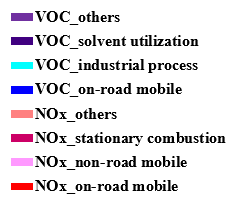 VOC_others
VOC_solvent utilization
VOC_industrial process
VOC_on-road mobile
NOx_others
NOx_stationary combustion
NOx_non-road mobile
NOx_on-road mobile